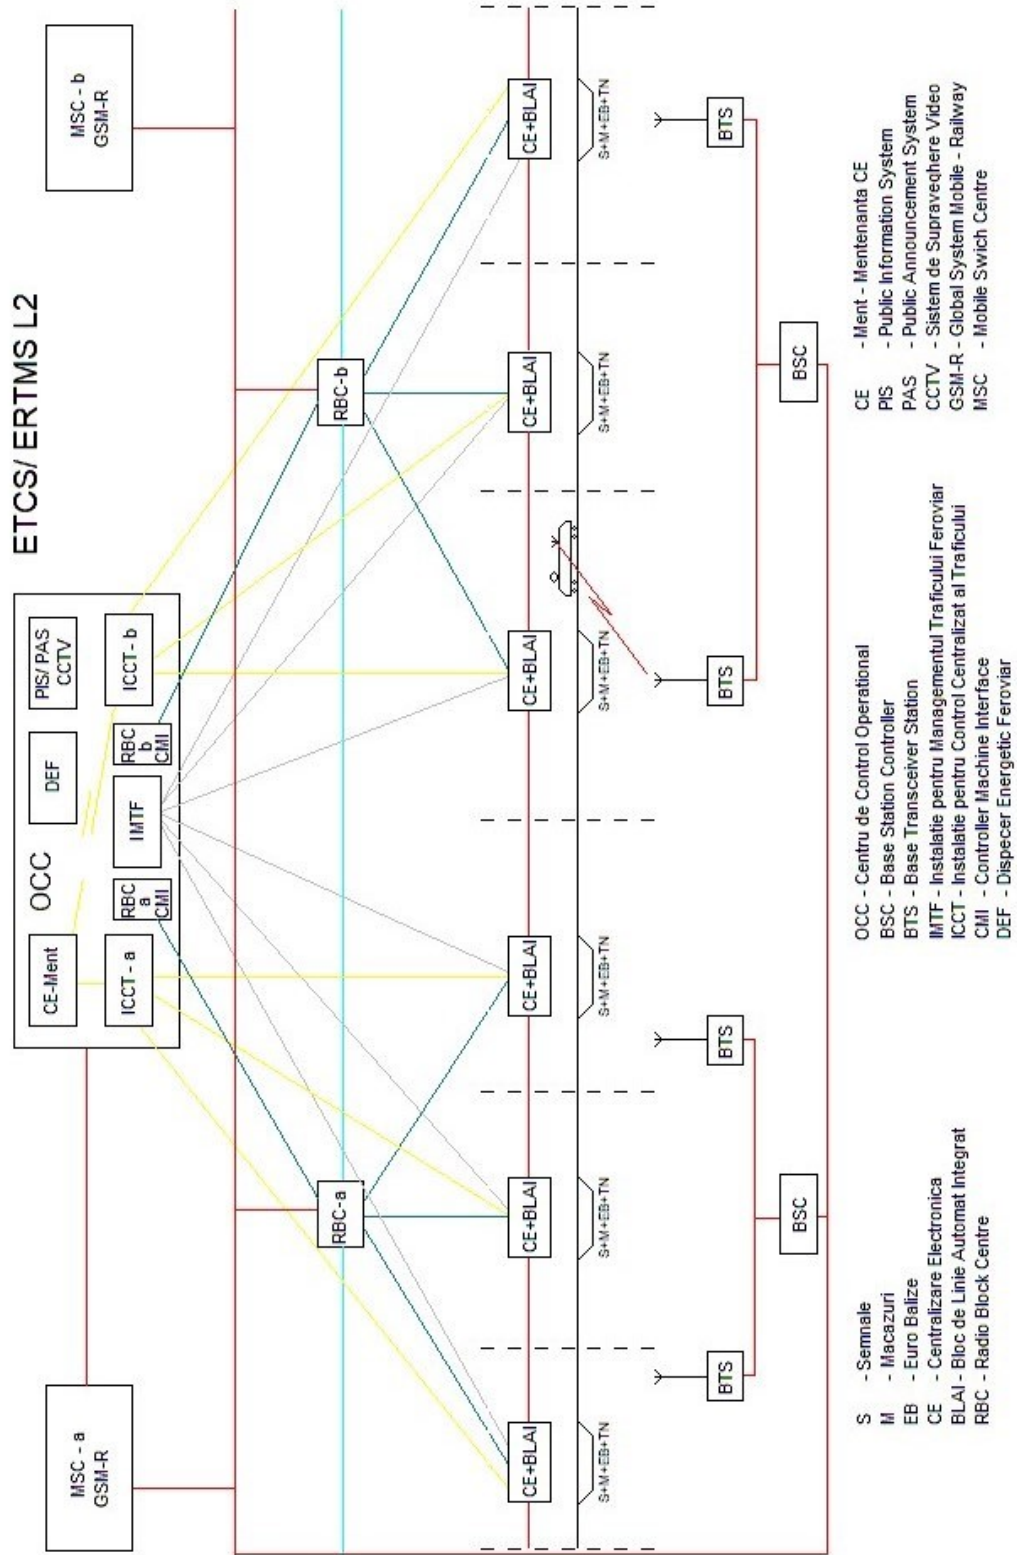 ETCS/ ERTMS L2
MSC - a
GSM-R
MSC - b
GSM-R
OCC
CE-Ment
DEF
PIS/ PAS
CCTV
ICCT - a
RBC
a
CMI
IMTF
RBC
b
CMI
ICCT - b
RBC-a
RBC-b
CE+BLAI
CE+BLAI
CE+BLAI
CE+BLAI
CE+BLAI
CE+BLAI
S+M+EB+TN
S+M+EB+TN
S+M+EB+TN
S+M+EB+TN
S+M+EB+TN
S+M+EB+TN
BTS
BTS
BTS
BTS
BSC
BSC
S - Semnale
M - Macazuri
EB - Euro Balize
CE - Centralizare Electronica
BLAI - Bloc de Linie Automat Integrat
RBC - Radio Block Centre
OCC - Centru de Control Operational
BSC - Base Station Controller
BTS - Base Transceiver Station
IMTF - Instalatie pentru Managementul Traficului Feroviar
ICCT - Instalatie pentru Control Centralizat al Traficului
CMI - Controller Machine Interface
DEF - Dispecer Energetic Feroviar
CE - Ment - Mentenanta CE
PIS - Public Information System
PAS - Public Announcement System
CCTV - Sistem de Supraveghere Video
GSM-R - Global System Mobile - Railway
MSC - Mobile Swich Centre